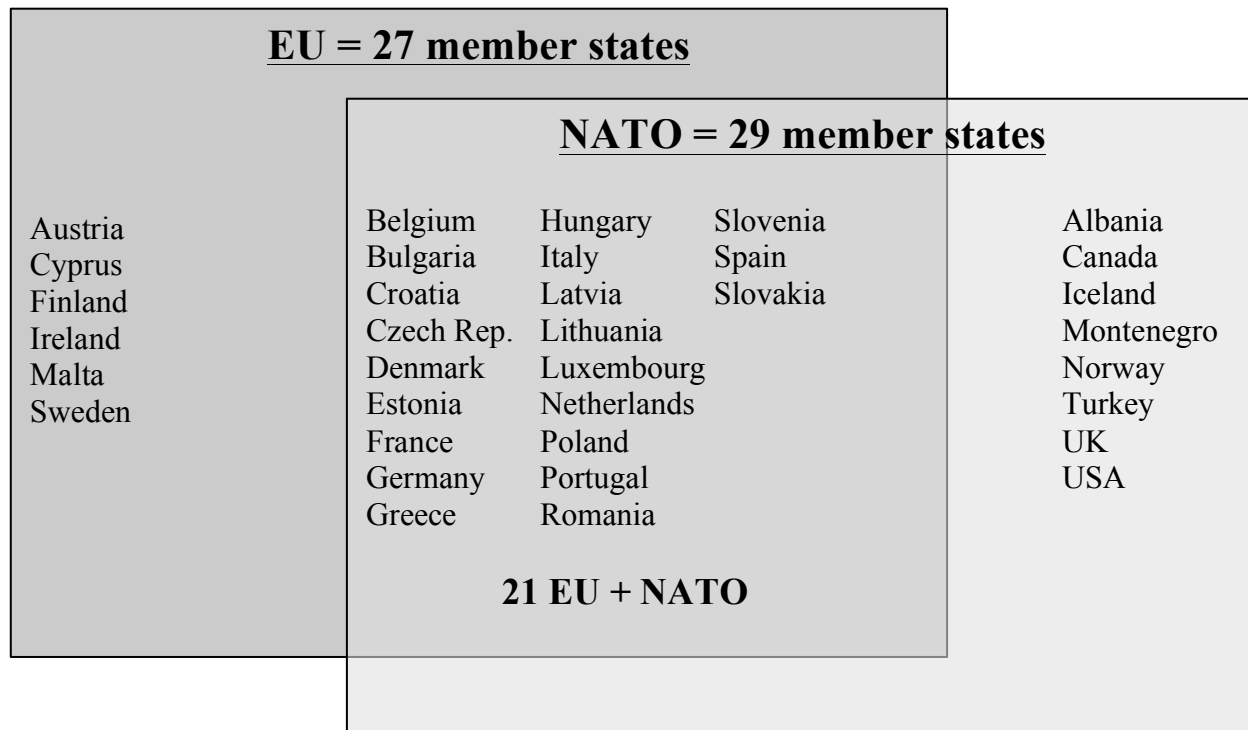 EU = 27 member states
NATO = 29 member states
Austria
Cyprus
Finland
Ireland
Malta
Sweden
Belgium
Bulgaria
Croatia
Czech Rep.
Denmark
Estonia
France
Germany
Greece
Hungary
Italy
Latvia
Lithuania
Luxembourg
Netherlands
Poland
Portugal
Romania
Slovenia
Spain
Slovakia
21 EU + NATO
Albania
Canada
Iceland
Montenegro
Norway
Turkey
UK
USA